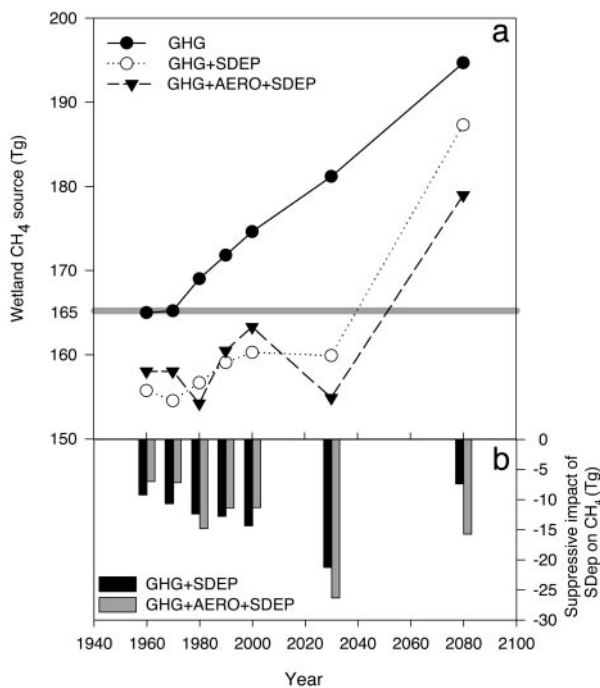 200
190
180
170
165
160
150
Wetland CH4 source (Tg)
a
GHG
GHG+SDEP
GHG+AERO+SDEP
b
0
-5
-10
-15
-20
-25
-30
Suppressive impact of
SDep on CH4 (Tg)
GHG+SDEP
GHG+AERO+SDEP
1940 1960 1980 2000 2020 2040 2060 2080 2100
Year